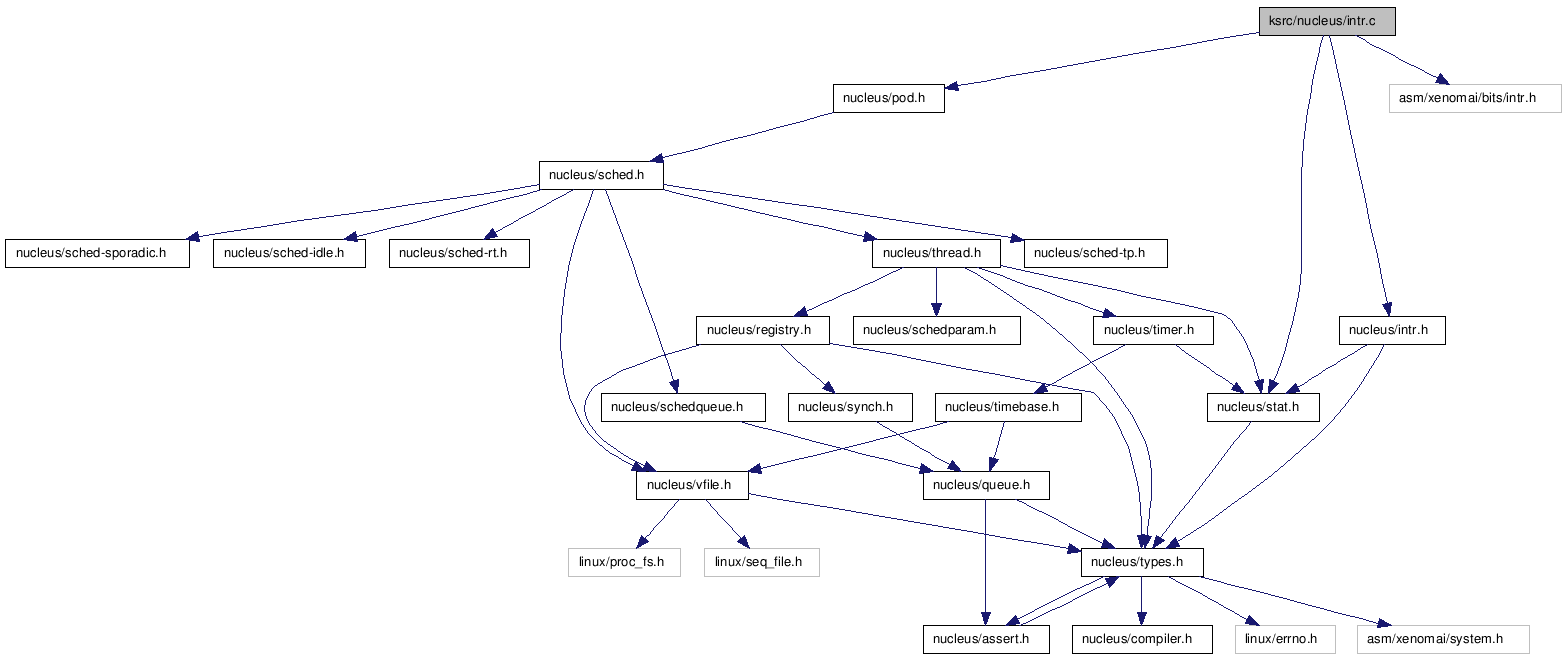 ksrc/nucleus/intr.c
nucleus/pod.h
asm/xenomai/bits/intr.h
nucleus/sched.h
nucleus/sched-sporadic.h
nucleus/sched-idle.h
nucleus/sched-rt.h
nucleus/thread.h
nucleus/sched-tp.h
nucleus/registry.h
nucleus/schedparam.h
nucleus/timer.h
nucleus/intr.h
nucleus/schedqueue.h
nucleus/synch.h
nucleus/timebase.h
nucleus/stat.h
nucleus/vfile.h
nucleus/queue.h
linux/proc_fs.h
linux/seq_file.h
nucleus/types.h
nucleus/assert.h
nucleus/compiler.h
linux/errno.h
asm/xenomai/system.h